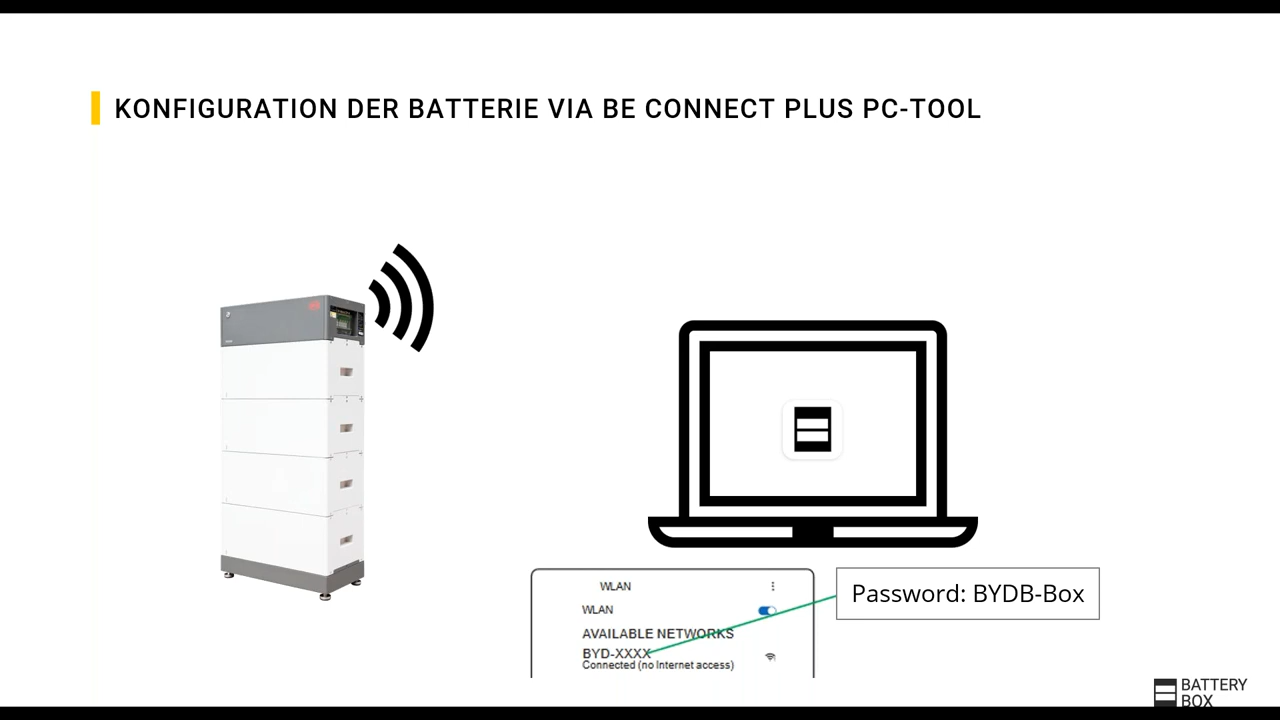 KONFIGURATION DER BATTERIE VIA BE CONNECT PLUS PC-TOOL
WLAN
WLAN
AVAILABLE NETWORKS
BYD-XXXX
Connected (no Internet access)
Password: BYDB-Box
BATTERY
BOX